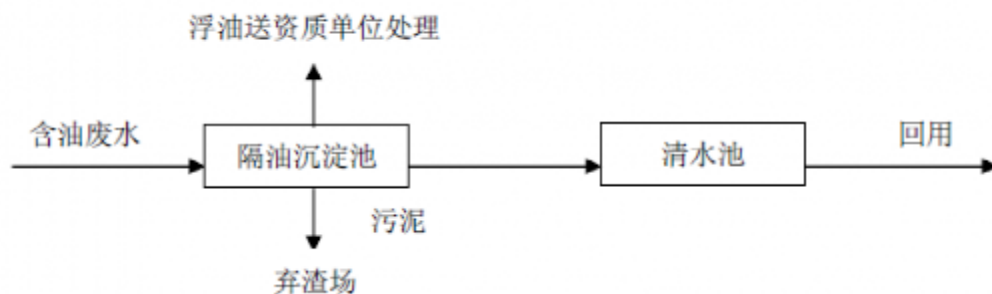 浮油送资质单位处理
含油废水
隔油沉淀池
清水池
回用
污泥
弃渣场